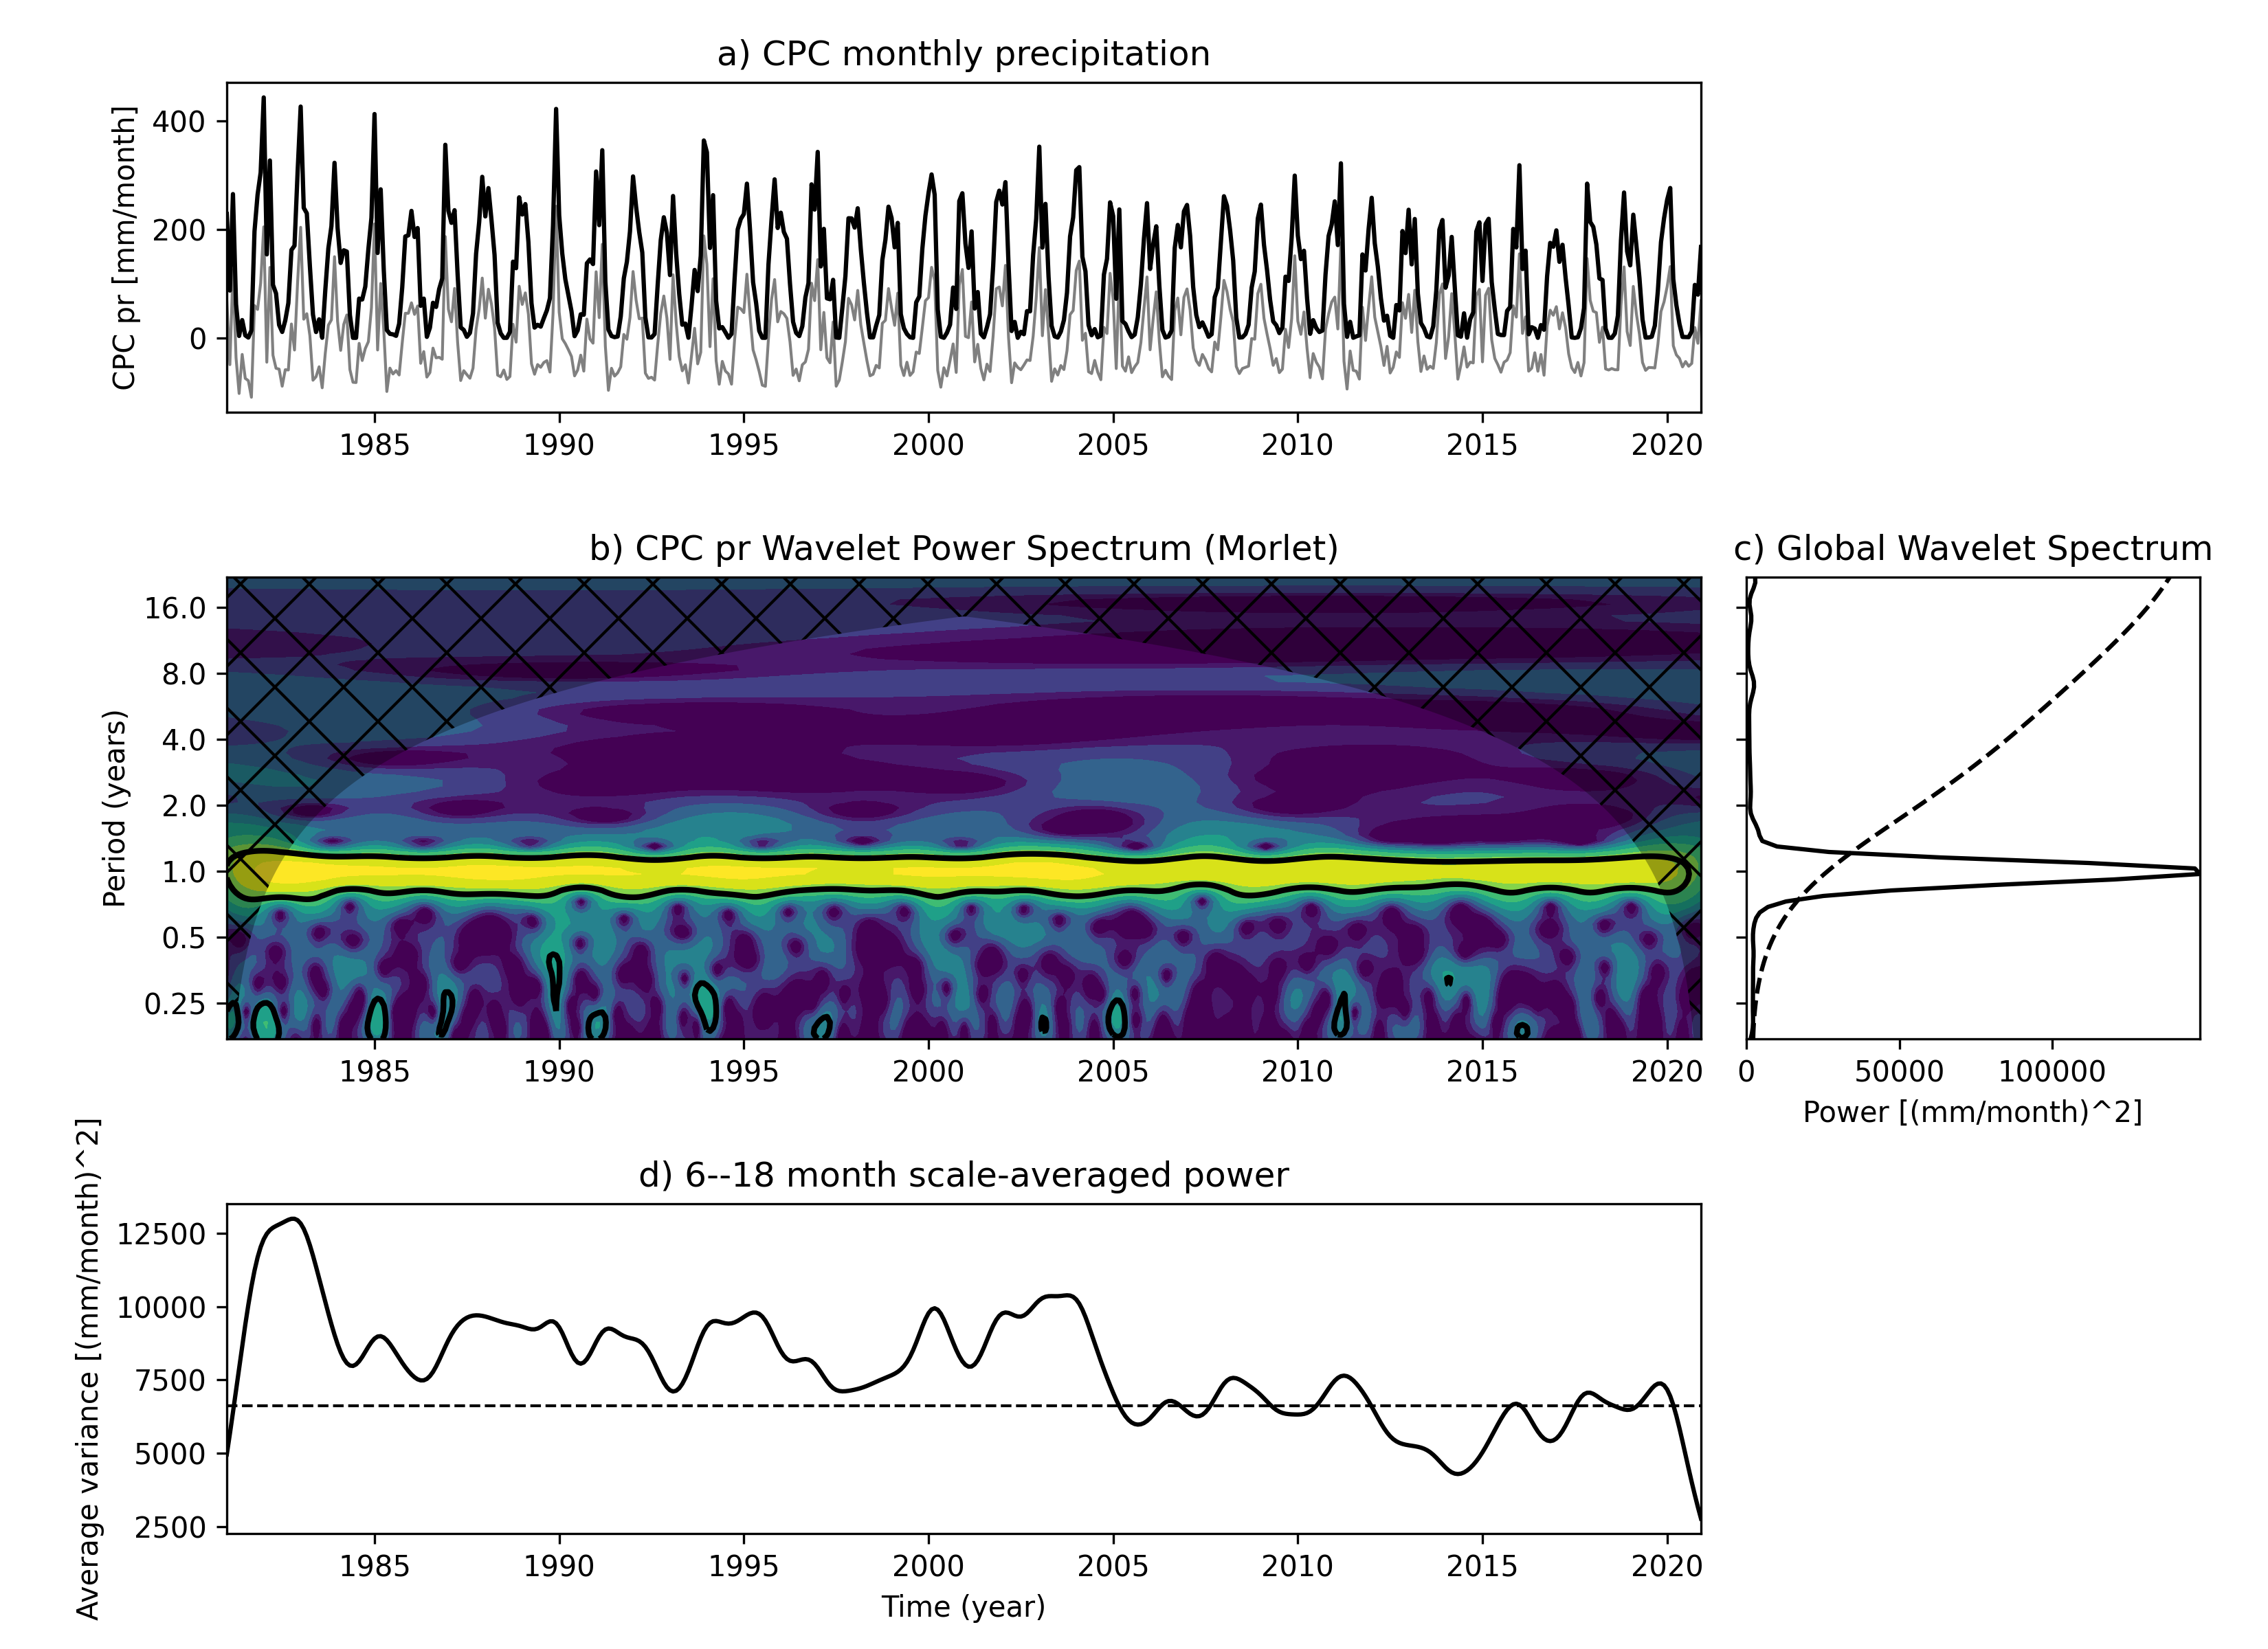 a) CPC monthly precipitation
CPC pr [mm/month]
400
200
0
1985 1990 1995 2000 2005 2010 2015 2020
b) CPC pr Wavelet Power Spectrum (Morlet)
Period (years)
16.0
8.0
4.0
2.0
1.0
0.5
0.25
1985 1990 1995 2000 2005 2010 2015 2020
c) Global Wavelet Spectrum
0 50000 100000
Power [(mm/month)^2]
d) 6--18 month scale-averaged power
Average variance [(mm/month)^2]
12500
10000
7500
5000
2500
1985 1990 1995 2000 2005 2010 2015 2020
Time (year)